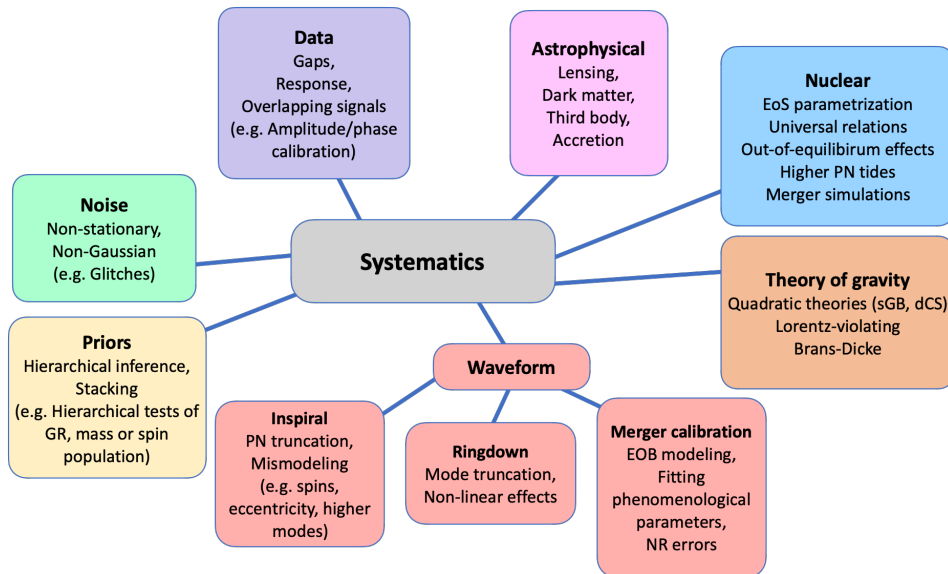 Data
Gaps,
Response,
Overlapping signals
(e.g. Amplitude/phase
calibration)
Astrophysical
Lensing,
Dark matter,
Third body,
Accretion
Nuclear
EoS parametrization
Universal relations
Out-of-equilibirum effects
Higher PN tides
Merger simulations
Noise
Non-stationary,
Non-Gaussian
(e.g. Glitches)
Systematics
Theory of gravity
Quadratic theories (sGB, dCS)
Lorentz-violating
Brans-Dicke
Priors
Hierarchical inference,
Stacking
(e.g. Hierarchical tests of
GR, mass or spin
population)
Waveform
Inspiral
PN truncation,
Mismodeling
(e.g. spins,
eccentricity, higher
modes)
Ringdown
Mode truncation,
Non-linear effects
Merger calibration
EOB modeling,
Fitting
phenomenological
parameters,
NR errors